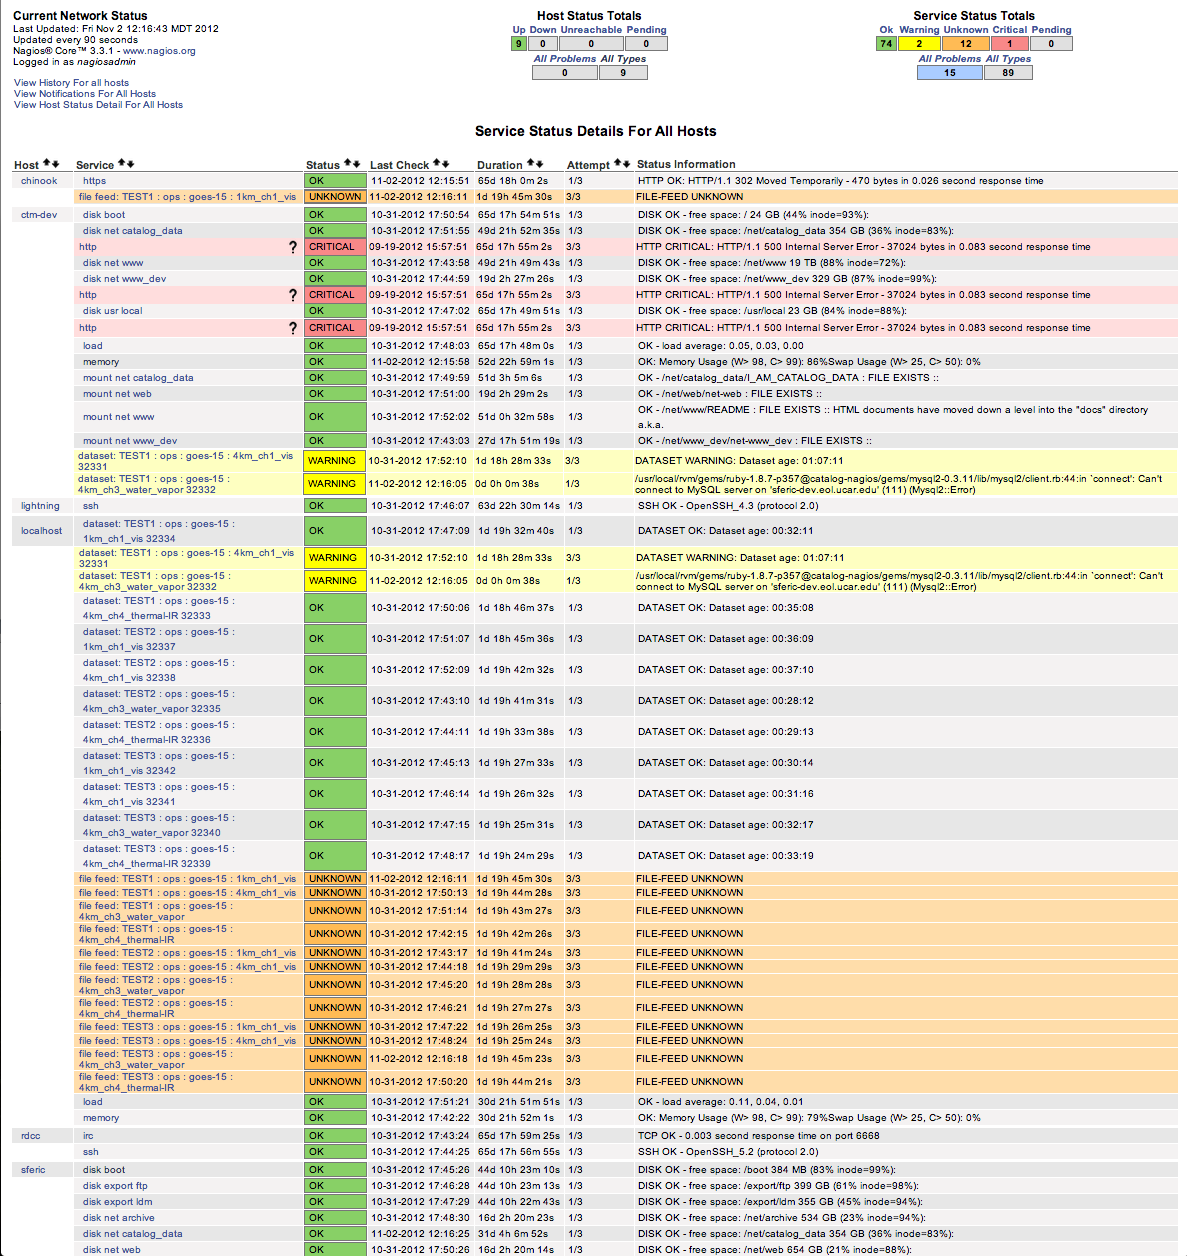 Current Network Status
Last Updated: Fri Nov 2 12:16:43 MDT 2012
Updated every 90 seconds
Nagios® Core™ 3.3.1 - www.nagios.org
Logged in as nagiosadmin
View History For all hosts
View Notifications For All Hosts
View Host Status Detail For All Hosts
Host Status Totals
Up Down Unreachable Pending
9 0 0 0
All Problems All Types
0 9
Service Status Totals
Ok Warning Unknown Critical Pending
74 2 12 1 0
All Problems All Types
15 89
Service Status Details For All Hosts
Host Service Status Last Check Duration Attempt Status Information
chinook https OK 11-02-2012 12:15:51 65d 18h 0m 2s 1/3 HTTP OK: HTTP/1.1 302 Moved Temporarily - 470 bytes in 0.026 second response time
file feed: TEST1 : ops : goes-15 : 1km_ch1_vis UNKNOWN 11-02-2012 12:16:11 1d 19h 45m 30s 3/3 FILE-FEED UNKNOWN
ctm-dev disk boot OK 10-31-2012 17:50:54 65d 17h 54m 51s 1/3 DISK OK - free space: / 24 GB (44% inode=93%):
disk net catalog_data OK 10-31-2012 17:51:55 49d 21h 52m 35s 1/3 DISK OK - free space: /net/catalog_data 354 GB (36% inode=83%):
http ? CRITICAL 09-19-2012 15:57:51 65d 17h 55m 2s 3/3 HTTP CRITICAL: HTTP/1.1 500 Internal Server Error - 37024 bytes in 0.083 second response time
disk net www OK 10-31-2012 17:43:58 49d 21h 49m 43s 1/3 DISK OK - free space: /net/www 19 TB (88% inode=72%):
disk net www_dev OK 10-31-2012 17:44:59 19d 2h 27m 26s 1/3 DISK OK - free space: /net/www_dev 329 GB (87% inode=99%):
http ? CRITICAL 09-19-2012 15:57:51 65d 17h 55m 2s 3/3 HTTP CRITICAL: HTTP/1.1 500 Internal Server Error - 37024 bytes in 0.083 second response time
disk usr local OK 10-31-2012 17:47:02 65d 17h 49m 51s 1/3 DISK OK - free space: /usr/local 23 GB (84% inode=88%):
http ? CRITICAL 09-19-2012 15:57:51 65d 17h 55m 2s 3/3 HTTP CRITICAL: HTTP/1.1 500 Internal Server Error - 37024 bytes in 0.083 second response time
load OK 10-31-2012 17:48:03 65d 17h 48m 0s 1/3 OK - load average: 0.05, 0.03, 0.00
memory OK 11-02-2012 12:15:58 52d 22h 59m 1s 1/3 OK: Memory Usage (W> 98, C> 99): 86%Swap Usage (W> 25, C> 50): 0%
mount net catalog_data OK 10-31-2012 17:49:59 51d 3h 5m 6s 1/3 OK - /net/catalog_data/I_AM_CATALOG_DATA : FILE EXISTS ::
mount net web OK 10-31-2012 17:51:00 19d 2h 29m 2s 1/3 OK - /net/web/net-web : FILE EXISTS ::
mount net www OK 10-31-2012 17:52:02 51d 0h 32m 58s 1/3 OK - /net/www/README : FILE EXISTS :: HTML documents have moved down a level into the "docs" directory
a.k.a.
mount net www_dev OK 10-31-2012 17:43:03 27d 17h 51m 19s 1/3 OK - /net/www_dev/net-www_dev : FILE EXISTS ::
dataset: TEST1 : ops : goes-15 : 4km_ch1_vis
32331 WARNING 10-31-2012 17:52:10 1d 18h 28m 33s 3/3 DATASET WARNING: Dataset age: 01:07:11
dataset: TEST1 : ops : goes-15 : WARNING 11-02-2012 12:16:05 0d 0h 0m 38s 1/3 /usr/local/rvm/gems/ruby-1.8.7-p357@catalog-nagios/gems/mysql2-0.3.11/lib/mysql2/client.rb:44:in `connect': Can't
4km_ch3_water_vapor 32332 connect to MySQL server on 'sferic-dev.eol.ucar.edu' (111) (Mysql2::Error)
lightning ssh OK 10-31-2012 17:46:07 63d 22h 30m 14s 1/3 SSH OK - OpenSSH_4.3 (protocol 2.0)
localhost dataset: TEST1 : ops : goes-15 :
1km_ch1_vis 32334 OK 10-31-2012 17:47:09 1d 19h 32m 40s 1/3 DATASET OK: Dataset age: 00:32:11
dataset: TEST1 : ops : goes-15 : 4km_ch1_vis
32331 WARNING 10-31-2012 17:52:10 1d 18h 28m 33s 3/3 DATASET WARNING: Dataset age: 01:07:11
dataset: TEST1 : ops : goes-15 : WARNING 11-02-2012 12:16:05 0d 0h 0m 38s 1/3 /usr/local/rvm/gems/ruby-1.8.7-p357@catalog-nagios/gems/mysql2-0.3.11/lib/mysql2/client.rb:44:in `connect': Can't
4km_ch3_water_vapor 32332 connect to MySQL server on 'sferic-dev.eol.ucar.edu' (111) (Mysql2::Error)
dataset: TEST1 : ops : goes-15 :
4km_ch4_thermal-IR 32333 OK 10-31-2012 17:50:06 1d 18h 46m 37s 1/3 DATASET OK: Dataset age: 00:35:08
dataset: TEST2 : ops : goes-15 :
1km_ch1_vis 32337 OK 10-31-2012 17:51:07 1d 18h 45m 36s 1/3 DATASET OK: Dataset age: 00:36:09
dataset: TEST2 : ops : goes-15 :
4km_ch1_vis 32338 OK 10-31-2012 17:52:09 1d 19h 42m 32s 1/3 DATASET OK: Dataset age: 00:37:10
dataset: TEST2 : ops : goes-15 :
4km_ch3_water_vapor 32335 OK 10-31-2012 17:43:10 1d 19h 41m 31s 1/3 DATASET OK: Dataset age: 00:28:12
dataset: TEST2 : ops : goes-15 :
4km_ch4_thermal-IR 32336 OK 10-31-2012 17:44:11 1d 19h 33m 38s 1/3 DATASET OK: Dataset age: 00:29:13
dataset: TEST3 : ops : goes-15 :
1km_ch1_vis 32342 OK 10-31-2012 17:45:13 1d 19h 27m 33s 1/3 DATASET OK: Dataset age: 00:30:14
dataset: TEST3 : ops : goes-15 :
4km_ch1_vis 32341 OK 10-31-2012 17:46:14 1d 19h 26m 32s 1/3 DATASET OK: Dataset age: 00:31:16
dataset: TEST3 : ops : goes-15 :
4km_ch3_water_vapor 32340 OK 10-31-2012 17:47:15 1d 19h 25m 31s 1/3 DATASET OK: Dataset age: 00:32:17
dataset: TEST3 : ops : goes-15 :
4km_ch4_thermal-IR 32339 OK 10-31-2012 17:48:17 1d 19h 24m 29s 1/3 DATASET OK: Dataset age: 00:33:19
file feed: TEST1 : ops : goes-15 : 1km_ch1_vis UNKNOWN 11-02-2012 12:16:11 1d 19h 45m 30s 3/3 FILE-FEED UNKNOWN
file feed: TEST1 : ops : goes-15 : 4km_ch1_vis UNKNOWN 10-31-2012 17:50:13 1d 19h 44m 28s 3/3 FILE-FEED UNKNOWN
file feed: TEST1 : ops : goes-15 :
4km_ch3_water_vapor UNKNOWN 10-31-2012 17:51:14 1d 19h 43m 27s 3/3 FILE-FEED UNKNOWN
file feed: TEST1 : ops : goes-15 :
4km_ch4_thermal-IR UNKNOWN 10-31-2012 17:42:15 1d 19h 42m 26s 3/3 FILE-FEED UNKNOWN
file feed: TEST2 : ops : goes-15 : 1km_ch1_vis UNKNOWN 10-31-2012 17:43:17 1d 19h 41m 24s 3/3 FILE-FEED UNKNOWN
file feed: TEST2 : ops : goes-15 : 4km_ch1_vis UNKNOWN 10-31-2012 17:44:18 1d 19h 29m 29s 3/3 FILE-FEED UNKNOWN
file feed: TEST2 : ops : goes-15 :
4km_ch3_water_vapor UNKNOWN 10-31-2012 17:45:20 1d 19h 28m 28s 3/3 FILE-FEED UNKNOWN
file feed: TEST2 : ops : goes-15 :
4km_ch4_thermal-IR UNKNOWN 10-31-2012 17:46:21 1d 19h 27m 27s 3/3 FILE-FEED UNKNOWN
file feed: TEST3 : ops : goes-15 : 1km_ch1_vis UNKNOWN 10-31-2012 17:47:22 1d 19h 26m 25s 3/3 FILE-FEED UNKNOWN
file feed: TEST3 : ops : goes-15 : 4km_ch1_vis UNKNOWN 10-31-2012 17:48:24 1d 19h 25m 24s 3/3 FILE-FEED UNKNOWN
file feed: TEST3 : ops : goes-15 :
4km_ch3_water_vapor UNKNOWN 11-02-2012 12:16:18 1d 19h 45m 23s 3/3 FILE-FEED UNKNOWN
file feed: TEST3 : ops : goes-15 :
4km_ch4_thermal-IR UNKNOWN 10-31-2012 17:50:20 1d 19h 44m 21s 3/3 FILE-FEED UNKNOWN
load OK 10-31-2012 17:51:21 30d 21h 51m 51s 1/3 OK - load average: 0.11, 0.04, 0.01
memory OK 10-31-2012 17:42:22 30d 21h 52m 1s 1/3 OK: Memory Usage (W> 98, C> 99): 79%Swap Usage (W> 25, C> 50): 0%
rdcc irc OK 10-31-2012 17:43:24 65d 17h 59m 25s 1/3 TCP OK - 0.003 second response time on port 6668
ssh OK 10-31-2012 17:44:25 65d 17h 56m 55s 1/3 SSH OK - OpenSSH_5.2 (protocol 2.0)
sferic disk boot OK 10-31-2012 17:45:26 44d 10h 23m 10s 1/3 DISK OK - free space: /boot 384 MB (83% inode=99%):
disk export ftp OK 10-31-2012 17:46:28 44d 10h 23m 13s 1/3 DISK OK - free space: /export/ftp 399 GB (61% inode=98%):
disk export ldm OK 10-31-2012 17:47:29 44d 10h 22m 43s 1/3 DISK OK - free space: /export/ldm 355 GB (45% inode=94%):
disk net archive OK 10-31-2012 17:48:30 16d 2h 20m 23s 1/3 DISK OK - free space: /net/archive 534 GB (23% inode=94%):
disk net catalog_data OK 11-02-2012 12:16:25 31d 4h 6m 52s 1/3 DISK OK - free space: /net/catalog_data 354 GB (36% inode=83%):
disk net web OK 10-31-2012 17:50:26 16d 2h 20m 14s 1/3 DISK OK - free space: /net/web 654 GB (21% inode=88%):